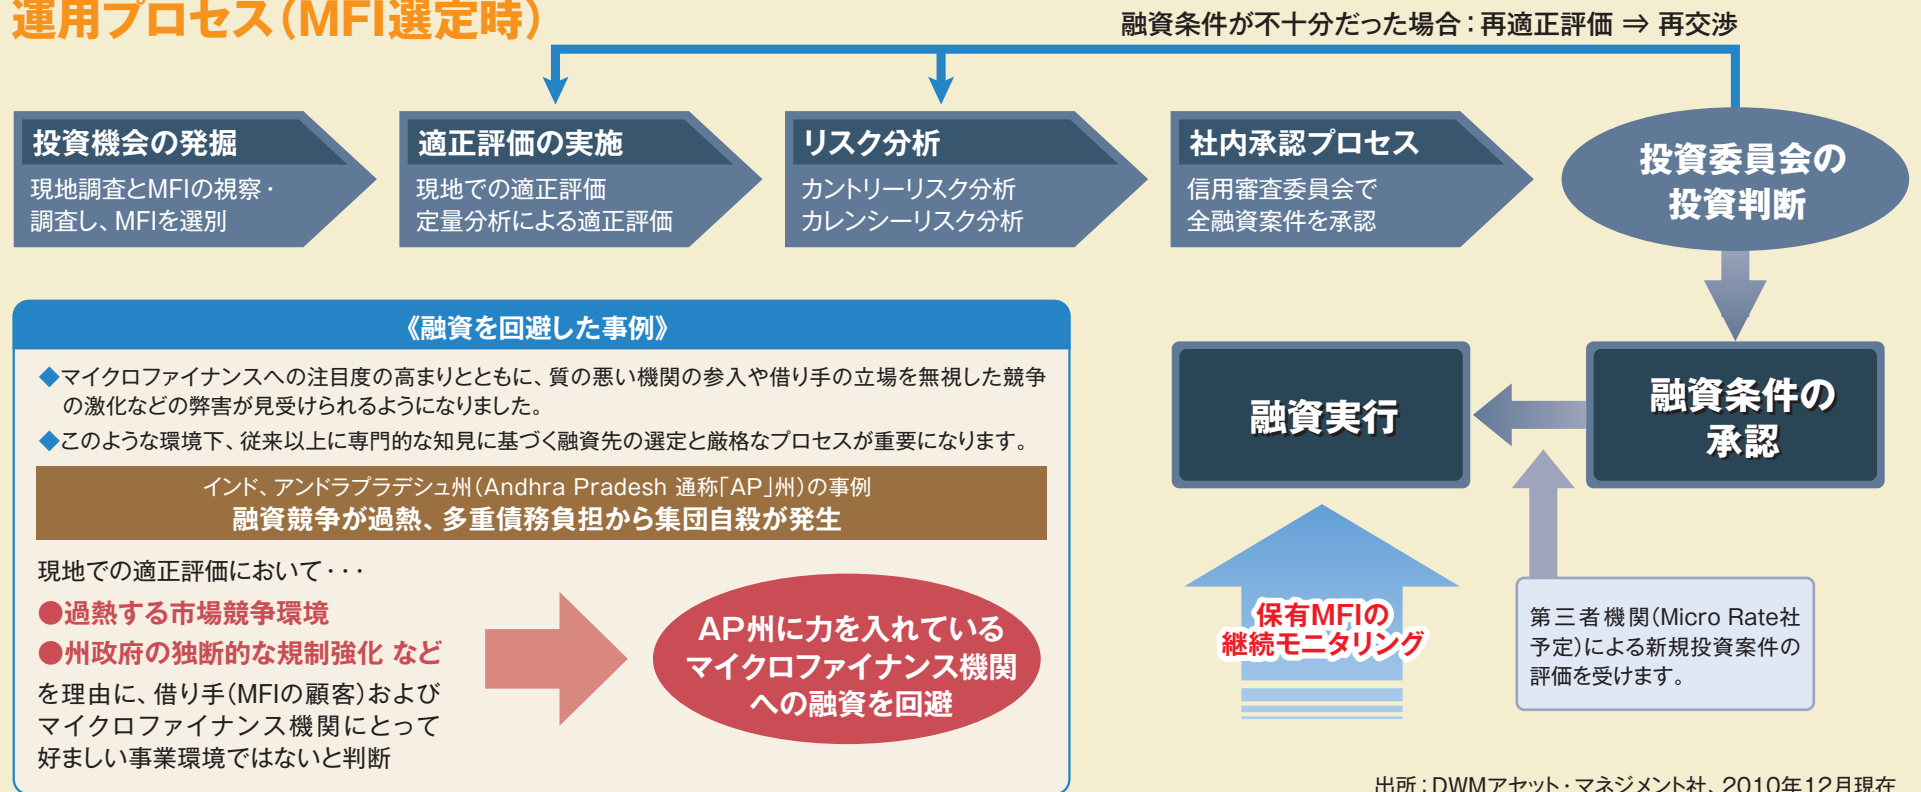 運用プロセス（MFI選定時）
融資条件が不十分だった場合：再適正評価 ⇒ 再交渉
投資機会の発掘
現地調査とMFIの視察・
調査し、MFIを選別
適正評価の実施
現地での適正評価
定量分析による適正評価
リスク分析
カントリーリスク分析
カレンシーリスク分析
社内承認プロセス
信用審査委員会で
全融資案件を承認
投資委員会の
投資判断
《融資を回避した事例》
◆マイクロファイナンスへの注目度の高まりとともに、質の悪い機関の参入や借り手の立場を無視した競争
の激化などの弊害が見受けられるようになりました。
◆このような環境下、従来以上に専門的な知見に基づく融資先の選定と厳格なプロセスが重要になります。
インド、アンドラプラデシュ州（Andhra Pradesh 通称「AP」州）の事例
融資競争が過熱、多重債務負担から集団自殺が発生
現地での適正評価において・・・
●過熱する市場競争環境
●州政府の独断的な規制強化 など
を理由に、借り手（MFIの顧客）および
マイクロファイナンス機関にとって
好ましい事業環境ではないと判断
AP州に力を入れている
マイクロファイナンス機関
への融資を回避
融資実行
融資条件の
承認
保有MFIの
継続モニタリング
第三者機関（Micro Rate社
予定）による新規投資案件の
評価を受けます。
出所：DWMアセット・マネジメント社、2010年12月現在